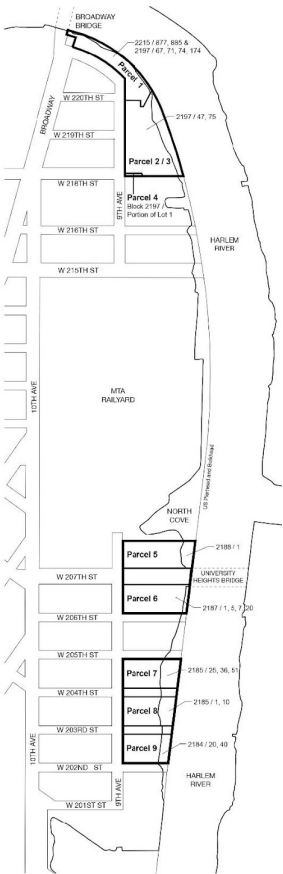 BROADWAY
BRIDGE
2215 / 877, 885 &
2197 / 67, 71, 74, 174
Parcel 1
W 220TH ST
2197 / 47, 75
BROADWAY
W 219TH ST
Parcel 2 / 3
W 218TH ST
9TH AVE
Parcel 4
Block 2197 /
Portion of Lot 1
W 216TH ST
HARLEM
RIVER
W 215TH ST
10TH AVE
MTA
RAILYARD
US Pierhead and Bulkhead
NORTH
COVE
Parcel 5
2188 / 1
W 207TH ST
UNIVERSITY
HEIGHTS BRIDGE
Parcel 6
2187 / 1, 5, 7, 20
W 206TH ST
W 205TH ST
Parcel 7
2185 / 25, 36, 51
W 204TH ST
Parcel 8
2185 / 1, 10
W 203RD ST
10TH AVE
Parcel 9
2184 / 20, 40
W 202ND ST
9TH AVE
HARLEM
RIVER
W 201ST ST